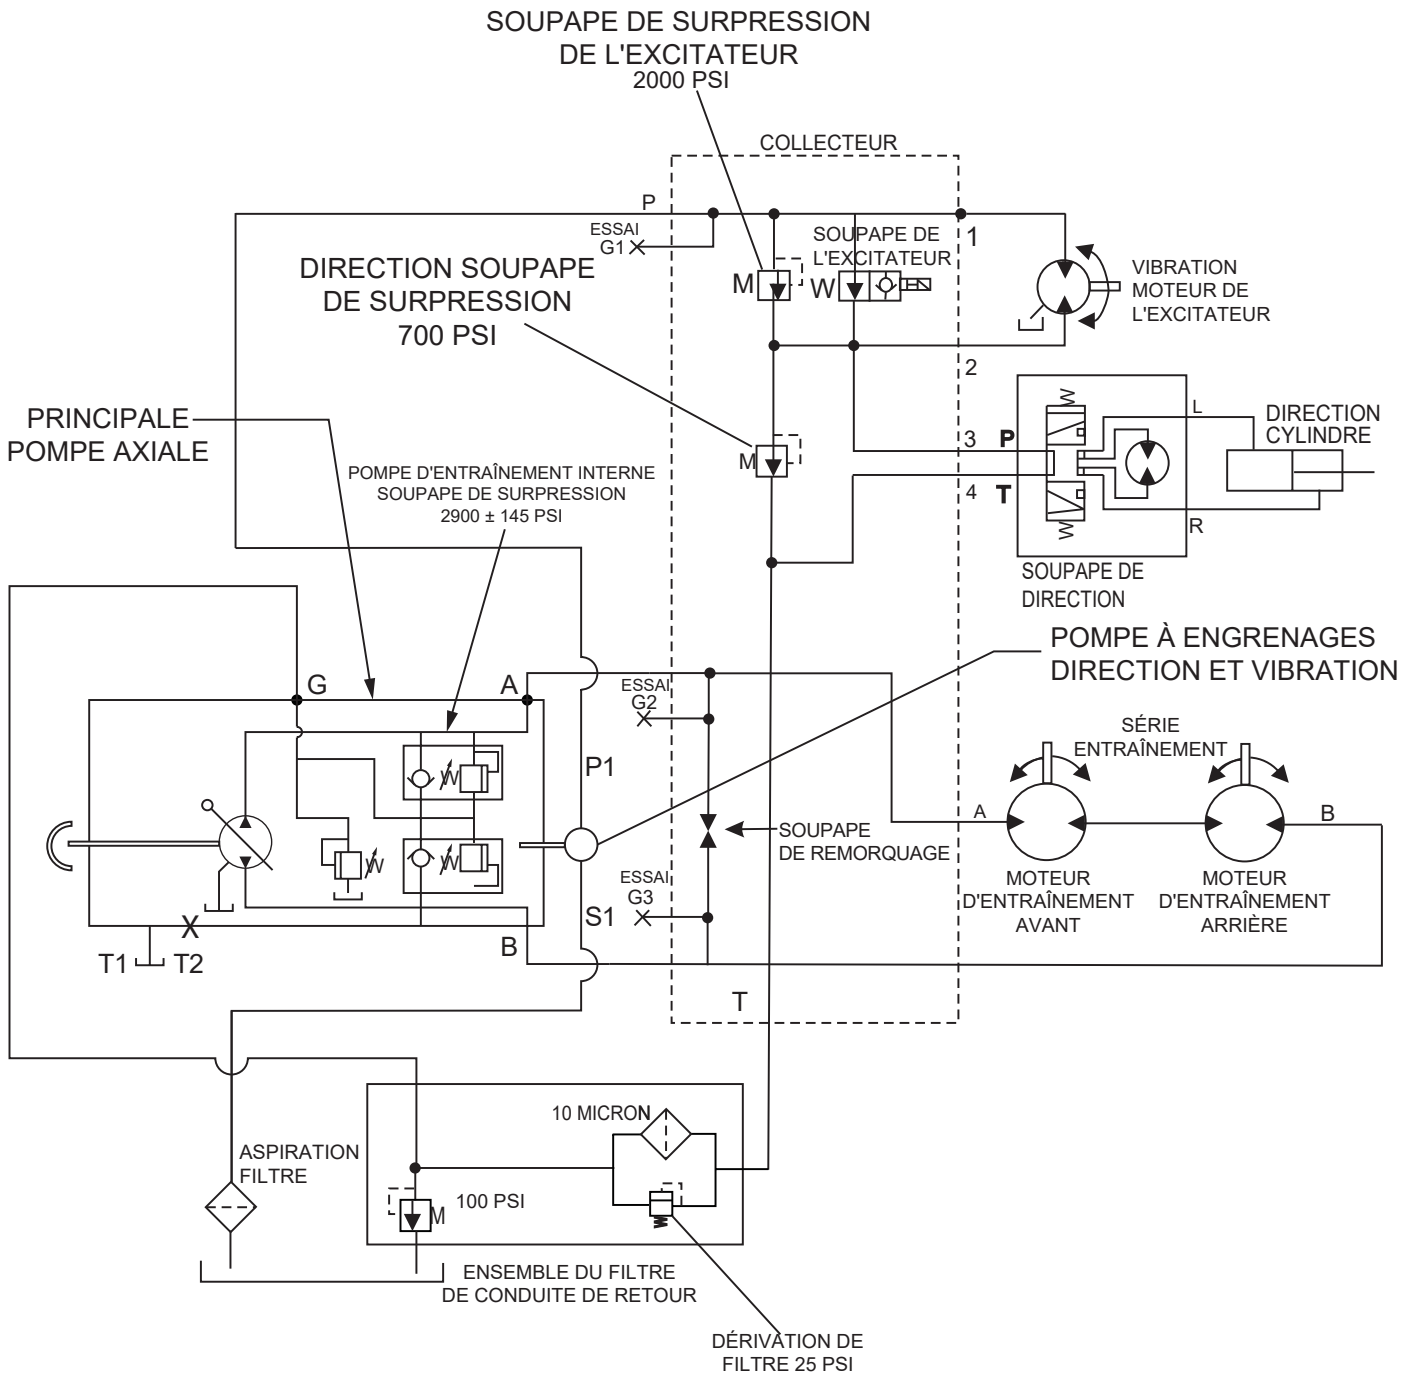 SOUPAPE DE SURPRESSION
DE L'EXCITATEUR
2000 PSI
COLLECTEUR
P
ESSAI
G1
1
SOUPAPE DE
L'EXCITATEUR
DIRECTION SOUPAPE
DE SURPRESSION
700 PSI
M
W
VIBRATION
MOTEUR DE
L'EXCITATEUR
2
PRINCIPALE
POMPE AXIALE
L
DIRECTION
CYLINDRE
3
P
M
POMPE D'ENTRAÎNEMENT INTERNE
SOUPAPE DE SURPRESSION
2900 ± 145 PSI
4
T
R
SOUPAPE DE
DIRECTION
POMPE À ENGRENAGES
DIRECTION ET VIBRATION
G
A
ESSAI
G2
SÉRIE
ENTRAÎNEMENT
P1
A
B
SOUPAPE
DE REMORQUAGE
ESSAI
G3
MOTEUR
D'ENTRAÎNEMENT
AVANT
MOTEUR
D'ENTRAÎNEMENT
ARRIÈRE
S1
B
X
T1
T2
T
10 MICRON
ASPIRATION
FILTRE
100 PSI
M
ENSEMBLE DU FILTRE
DE CONDUITE DE RETOUR
DÉRIVATION DE
FILTRE 25 PSI